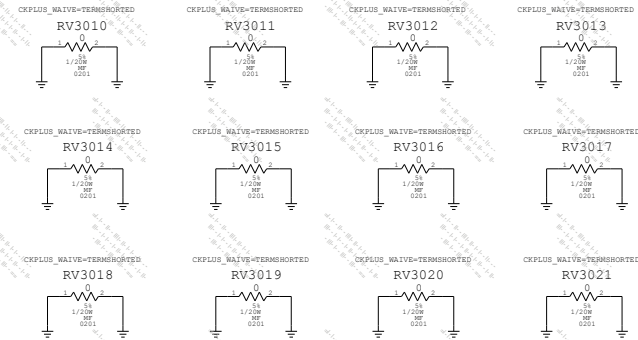 CKPLUS_WAIVE=TERMSHORTED CKPLUS_WAIVE=TERMSHORTED CKPLUS_WAIVE=TERMSHORTED CKPLUS_WAIVE=TERMSHORTED
RV3010 RV3011 RV3012 RV3013
0 0 0 0
1 2 1 2 1 2 1 2
5% 5% 5% 5%
1/20W 1/20W 1/20W 1/20W
MF MF MF MF
0201 0201 0201 0201
CKPLUS_WAIVE=TERMSHORTED CKPLUS_WAIVE=TERMSHORTED CKPLUS_WAIVE=TERMSHORTED CKPLUS_WAIVE=TERMSHORTED
RV3014 RV3015 RV3016 RV3017
0 0 0 0
1 2 1 2 1 2 1 2
5% 5% 5% 5%
1/20W 1/20W 1/20W 1/20W
MF MF MF MF
0201 0201 0201 0201
CKPLUS_WAIVE=TERMSHORTED CKPLUS_WAIVE=TERMSHORTED CKPLUS_WAIVE=TERMSHORTED CKPLUS_WAIVE=TERMSHORTED
RV3018 RV3019 RV3020 RV3021
0 0 0 0
1 2 1 2 1 2 1 2
5% 5% 5% 5%
1/20W 1/20W 1/20W 1/20W
MF MF MF MF
0201 0201 0201 0201